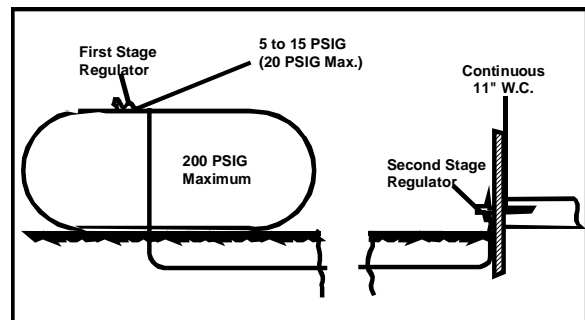 First Stage
Regulator
5 to 15 PSIG
(20 PSIG Max.)
Continuous
11" W.C.
200 PSIG
Maximum
Second Stage
Regulator